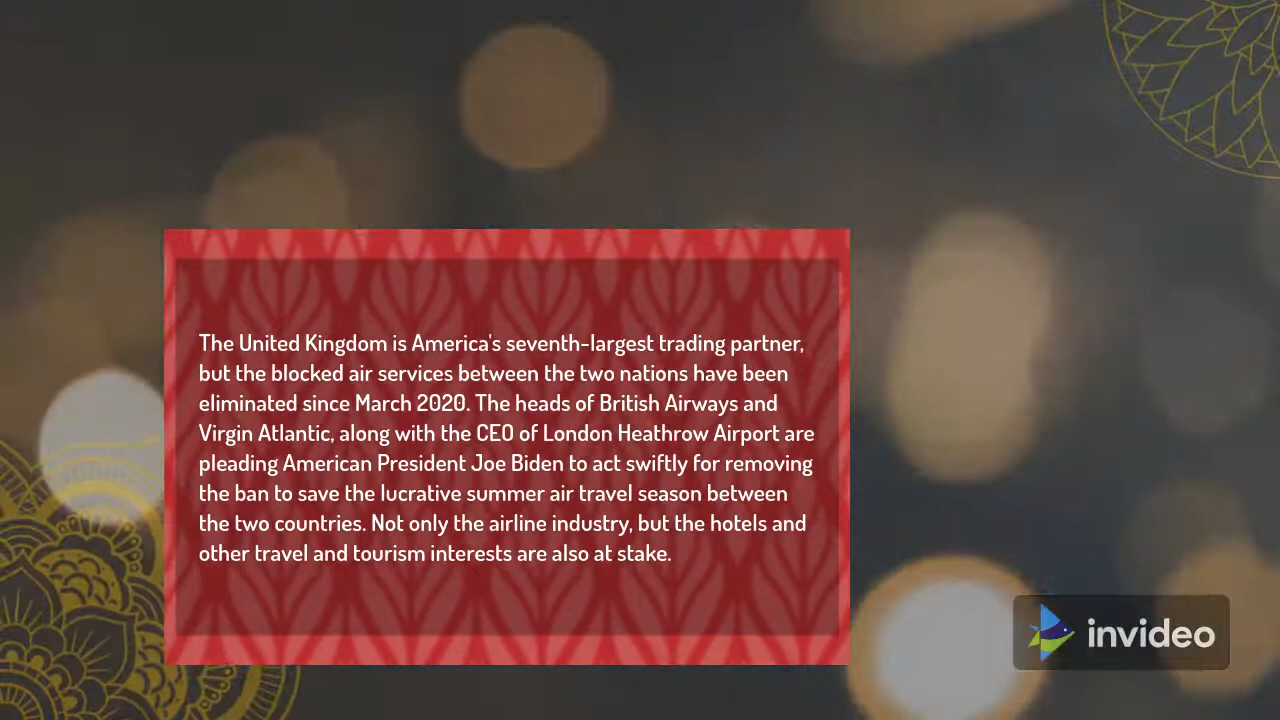 The United Kingdom is America's seventh-largest trading partner,
but the blocked air services between the two nations have been
eliminated since March 2020. The heads of British Airways and
Virgin Atlantic, along with the CEO of London Heathrow Airport are
pleading American President Joe Biden to act swiftly for removing
the ban to save the lucrative summer air travel season between
the two countries. Not only the airline industry, but the hotels and
other travel and tourism interests are also at stake.
invideo